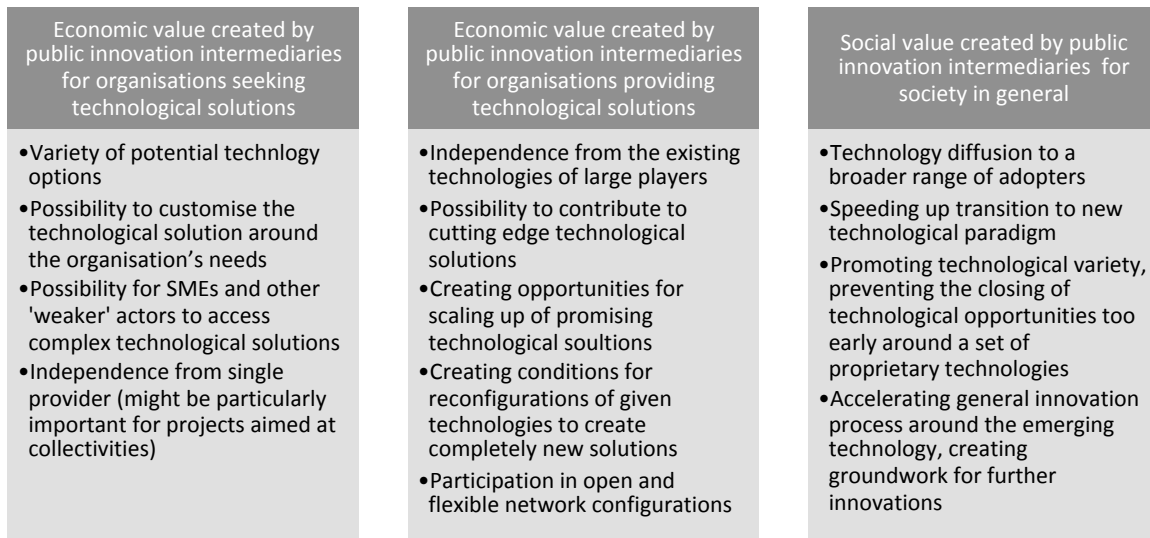 Economic value created by
public innovation intermediaries
for organisations seeking
technological solutions
•Variety of potential technlogy
options
•Possibility to customise the
technological solution around
the organisation's needs
•Possibility for SMEs and other
'weaker' actors to access
complex technological solutions
•Independence from single
provider (might be particularly
important for projects aimed at
collectivities)
Economic value created by
public innovation intermediaries
for organisations providing
technological solutions
•Independence from the existing
technologies of large players
•Possibility to contribute to
cutting edge technological
solutions
•Creating opportunities for
scaling up of promising
technological soultions
•Creating conditions for
reconfigurations of given
technologies to create
completely new solutions
•Participation in open and
flexible network configurations
Social value created by public
innovation intermediaries for
society in general
•Technology diffusion to a
broader range of adopters
•Speeding up transition to new
technological paradigm
•Promoting technological variety,
preventing the closing of
technological opportunities too
early around a set of
proprietary technologies
•Accelerating general innovation
process around the emerging
technology, creating
groundwork for further
innovations